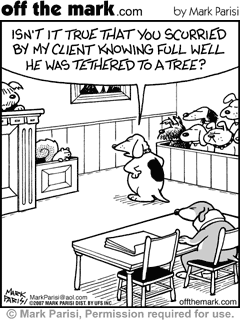 off the mark.com by Mark Parisi
ISN'T IT TRUE THAT YOU SCURRIED
BY MY CLIENT KNOWING FULL WELL
HE WAS TETHERED TO A TREE?
MARK
PARISI
MarkParisi@aol.com
©2007 MARK PARISI DIST. BY UFS INC.
offthemark.com
© Mark Parisi, Permission required for use.